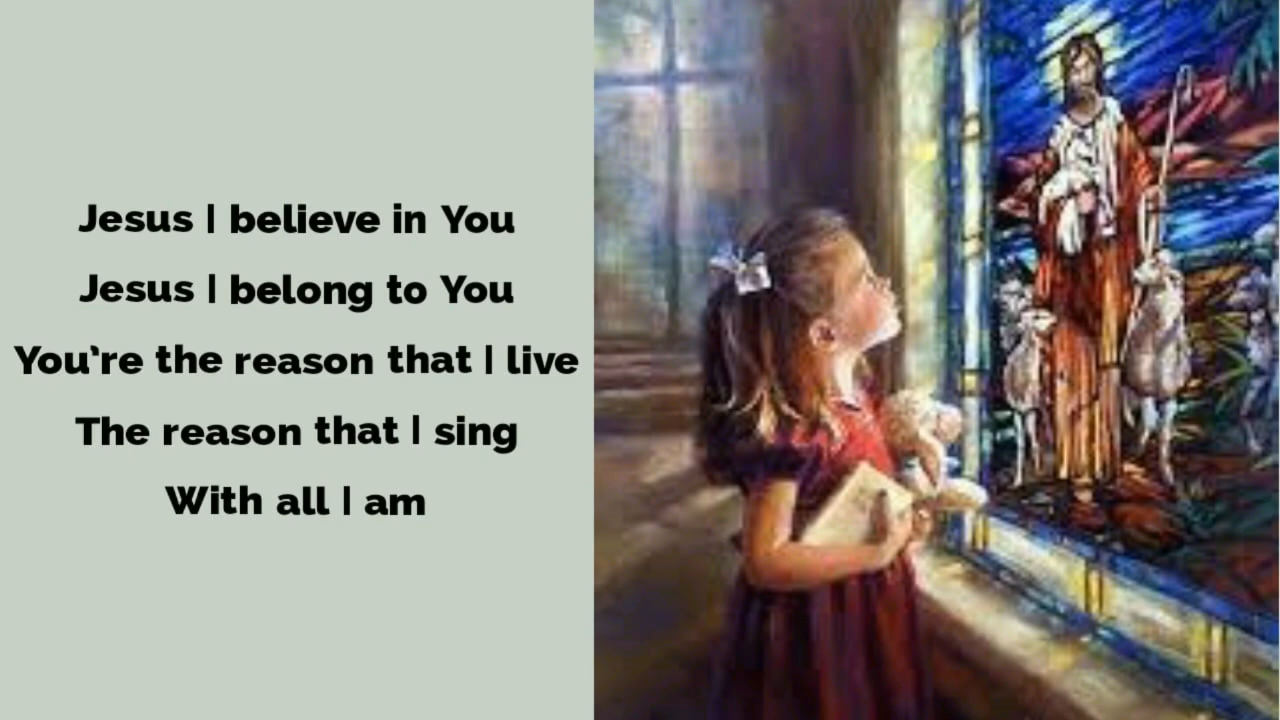 Jesus I believe in You
Jesus I belong to You
You're the reason that I live
The reason that I sing
With all I am